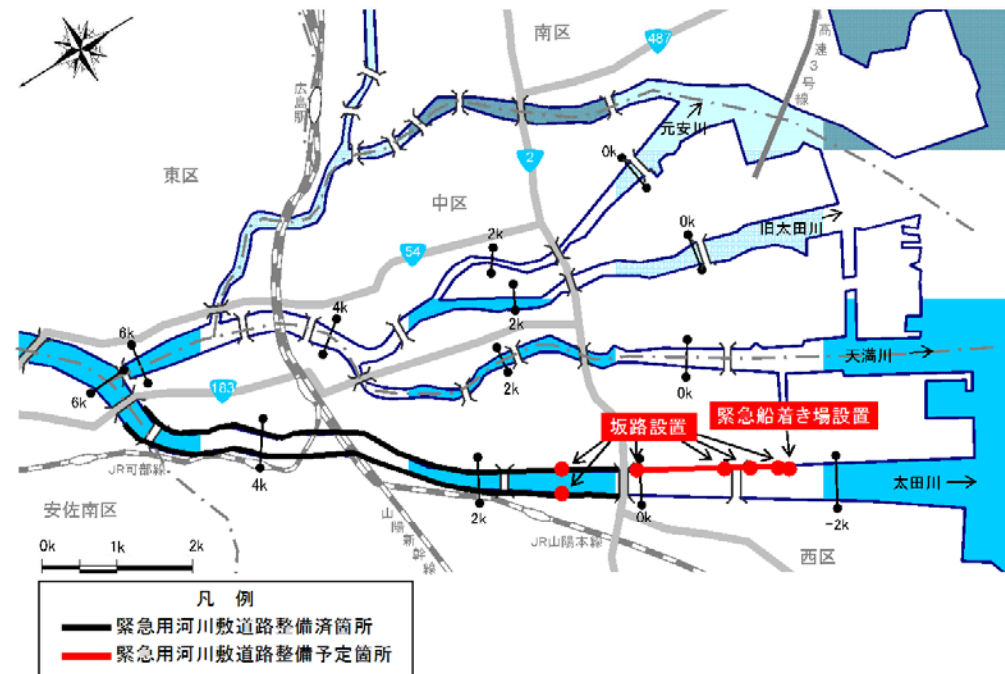 南区
487
高速3号線
広島駅
元安川
0k
東区
2
中区
旧太田川
54
2k
0k
4k
2k
6k
天満川
183
2k
0k
6k
坂路設置
緊急船着き場設置
JR可部線
4k
太田川
2k
0k
-2k
安佐南区
山陽新幹線
JR山陽本線
西区
0k
1k
2k
凡 例
緊急用河川敷道路整備済箇所
緊急用河川敷道路整備予定箇所